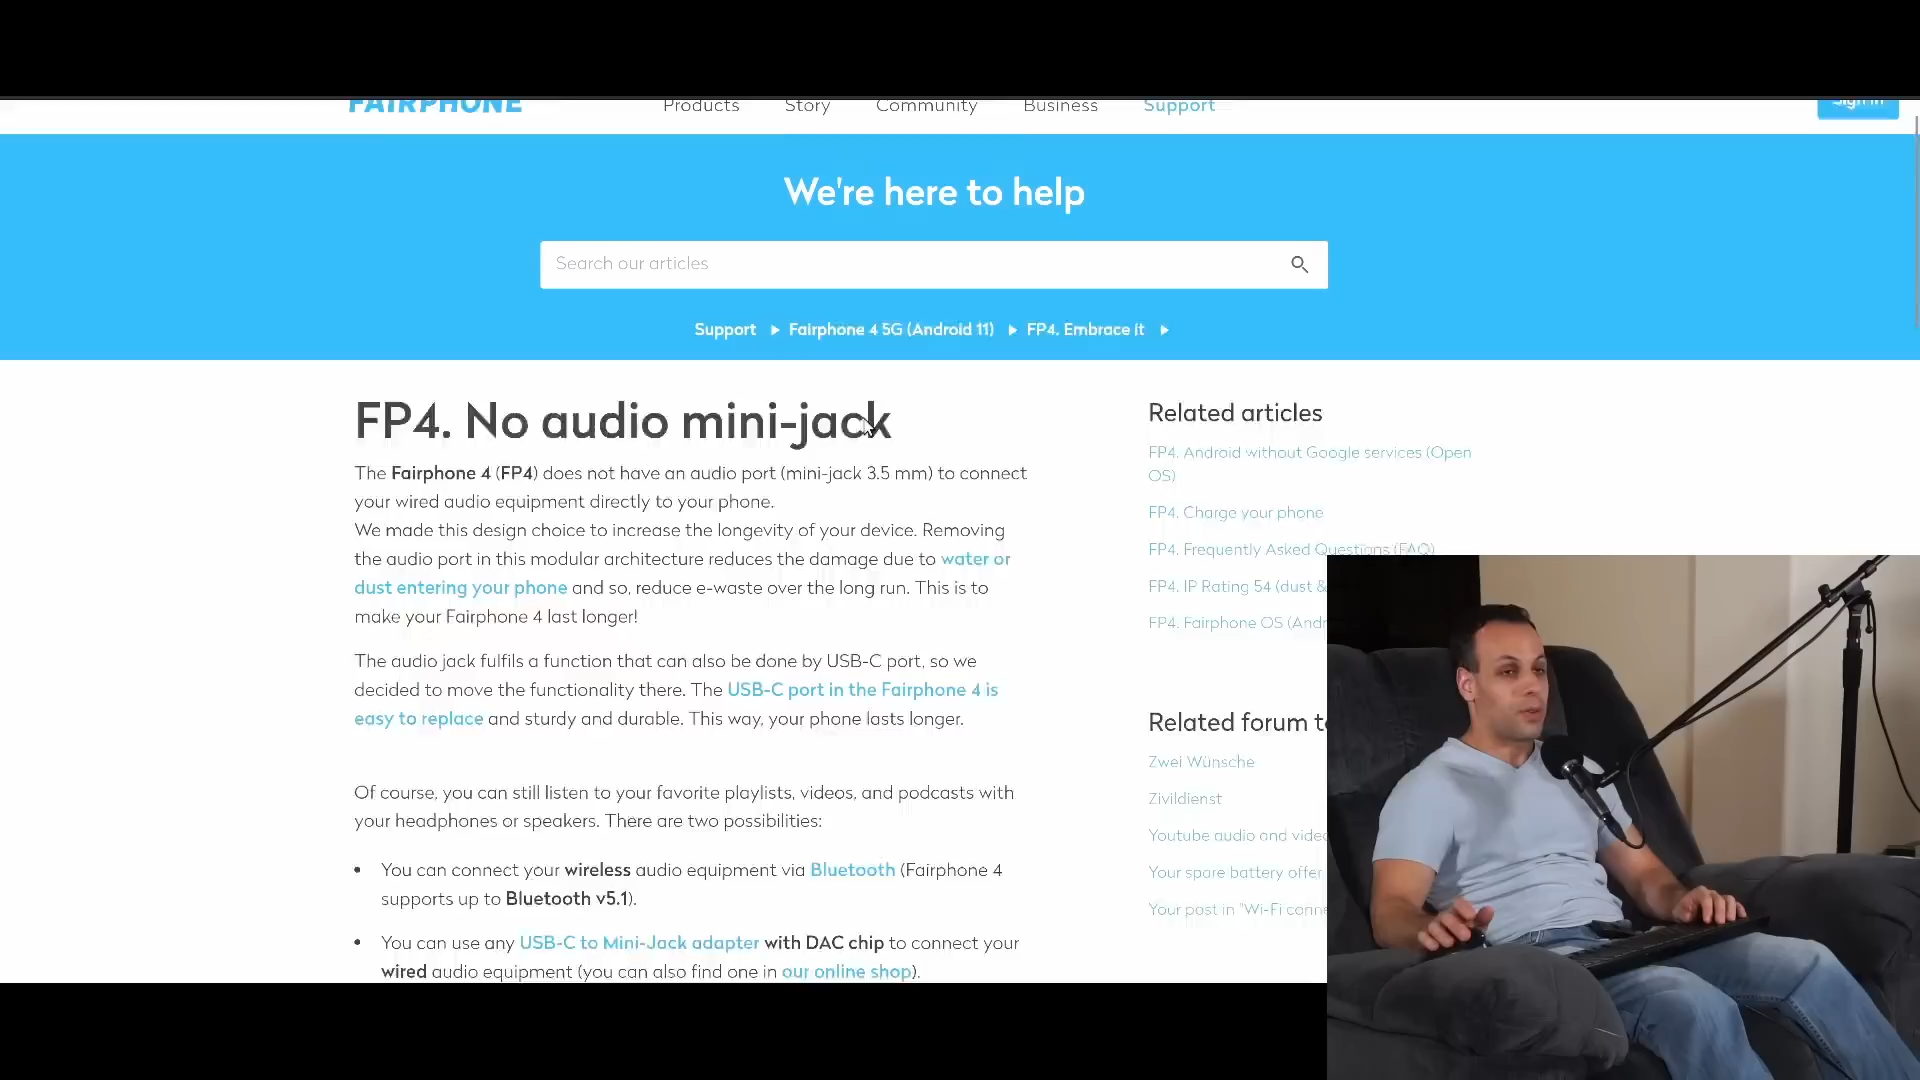 FAIRPHONE
Products Story Community Business Support
Sign in
We're here to help
Search our articles
Support ▶ Fairphone 4 5G (Android 11) ▶ FP4. Embrace it ▶
FP4. No audio mini-jack
The Fairphone 4 (FP4) does not have an audio port (mini-jack 3.5 mm) to connect
your wired audio equipment directly to your phone.
We made this design choice to increase the longevity of your device. Removing
the audio port in this modular architecture reduces the damage due to water or
dust entering your phone and so, reduce e-waste over the long run. This is to
make your Fairphone 4 last longer!
The audio jack fulfils a function that can also be done by USB-C port, so we
decided to move the functionality there. The USB-C port in the Fairphone 4 is
easy to replace and sturdy and durable. This way, your phone lasts longer.
Of course, you can still listen to your favorite playlists, videos, and podcasts with
your headphones or speakers. There are two possibilities:
• You can connect your wireless audio equipment via Bluetooth (Fairphone 4
supports up to Bluetooth v5.1).
• You can use any USB-C to Mini-Jack adapter with DAC chip to connect your
wired audio equipment (you can also find one in our online shop).
Related articles
FP4. Android without Google services (Open
OS)
FP4. Charge your phone
FP4. Frequently Asked Questions (FAQ)
FP4. IP Rating 54 (dust &
FP4. Fairphone OS (Andr
Related forum t
Zwei Wünsche
Zivildienst
Youtube audio and video
Your spare battery offer
Your post in "Wi-Fi conne